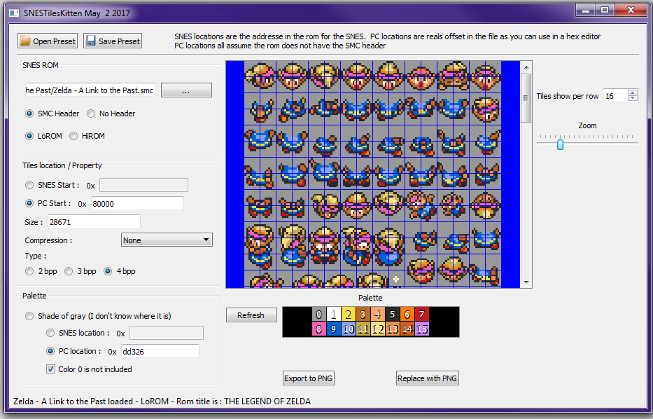 SNESTilesKitten May 2 2017
Open Preset
Save Preset
SNES locations are the addresse in the rom for the SNES. PC locations are reals offset in the file as you can use in a hex editor
PC locations all assume the rom does not have the SMC header
SNES ROM
he Past/Zelda - A Link to the Past.smc
...
SMC Header
No Header
LoROM
HiROM
Tiles location / Property
SNES Start : 0x
PC Start : 0x 80000
Size : 28671
Compression : None
Type :
2 bpp
3 bpp
4 bpp
Palette
Shade of gray (I don't know where it is)
SNES location : 0x
PC location : 0x dd326
Color 0 is not included
Tiles show per row 16
Zoom
Palette
Refresh
0 1 2 3 4 5 6 7
8 9 10 11 12 13 14 15
Export to PNG
Replace with PNG
Zelda - A Link to the Past loaded - LoROM - Rom title is : THE LEGEND OF ZELDA